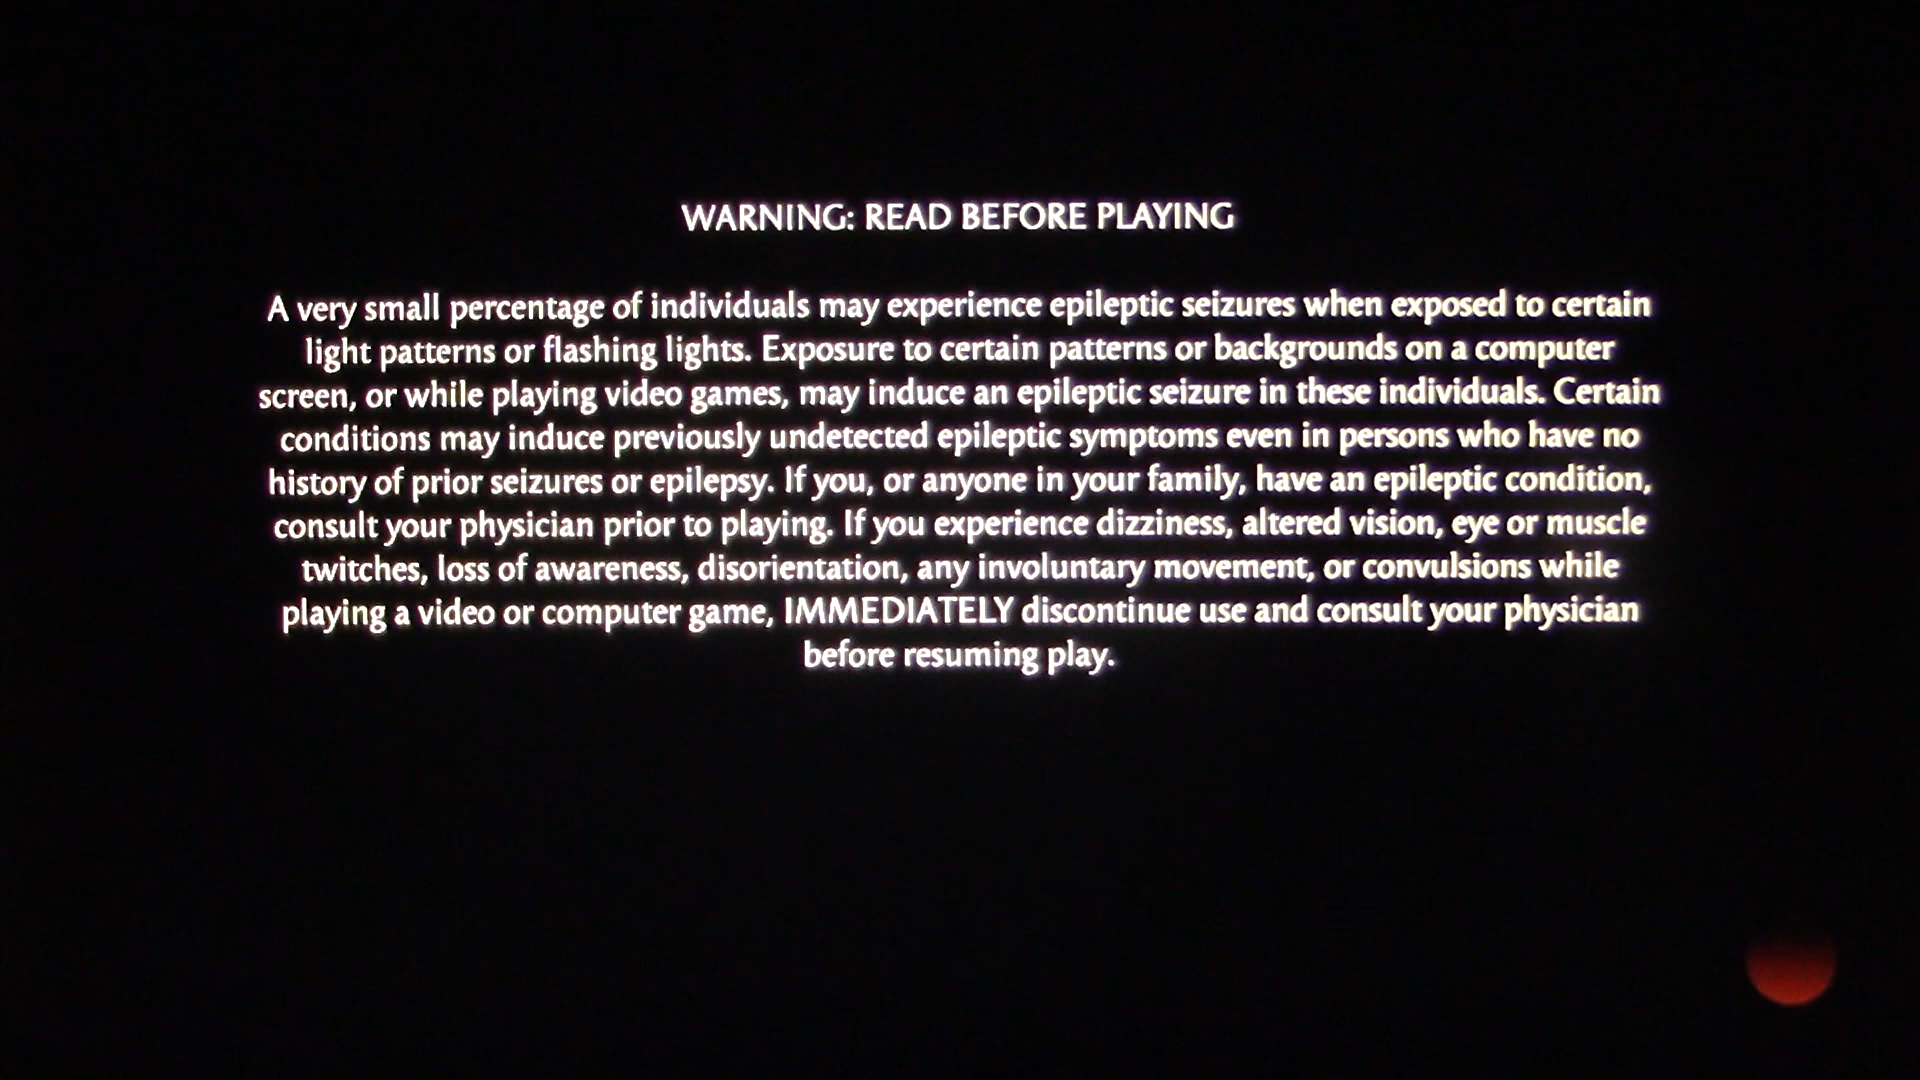 WARNING: READ BEFORE PLAYING
A very small percentage of individuals may experience epileptic seizures when exposed to certain
light patterns or flashing lights. Exposure to certain patterns or backgrounds on a computer
screen, or while playing video games, may induce an epileptic seizure in these individuals. Certain
conditions may induce previously undetected epileptic symptoms even in persons who have no
history of prior seizures or epilepsy. If you, or anyone in your family, have an epileptic condition,
consult your physician prior to playing. If you experience dizziness, altered vision, eye or muscle
twitches, loss of awareness, disorientation, any involuntary movement, or convulsions while
playing a video or computer game, IMMEDIATELY discontinue use and consult your physician
before resuming play.